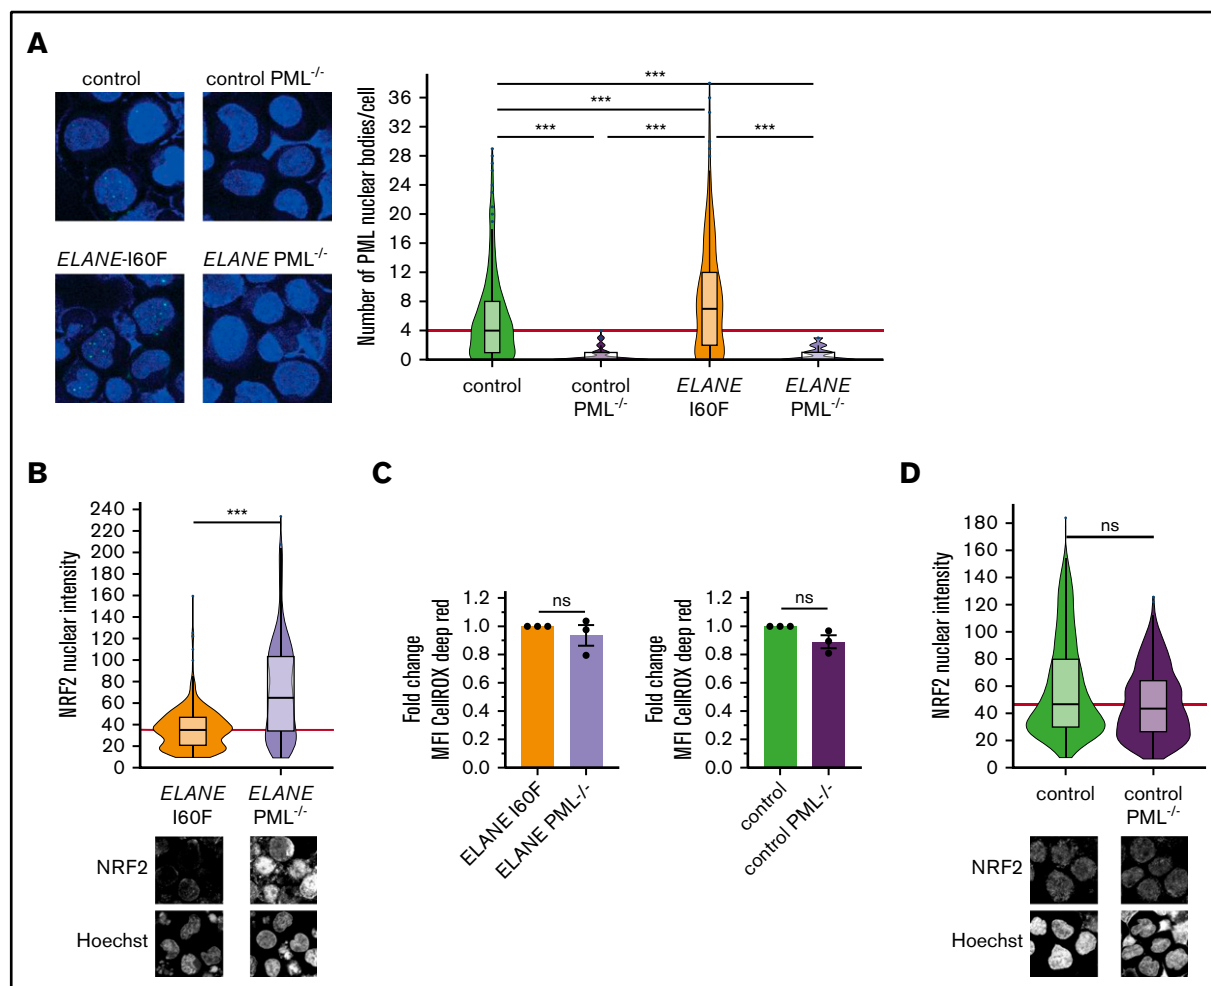 A
control
control PML-/-
ELANE-I60F
ELANE PML-/-
Number of PML nuclear bodies/cell
36
32
28
24
20
16
12
8
4
0
***
***
***
***
***
control
control
PML-/-
ELANE
I60F
ELANE
PML-/-
B
NRF2 nuclear intensity
240
220
200
180
160
140
120
100
80
60
40
20
0
***
ELANE
I60F
ELANE
PML-/-
NRF2
Hoechst
C
Fold change
MFI CellROX deep red
1.2
1.0
0.8
0.6
0.4
0.2
0.0
ns
ELANE I60F
ELANE PML-/-
Fold change
MFI CellROX deep red
1.2
1.0
0.8
0.6
0.4
0.2
0.0
ns
control
control PML-/-
D
NRF2 nuclear intensity
180
160
140
120
100
80
60
40
20
0
ns
control
control
PML-/-
NRF2
Hoechst